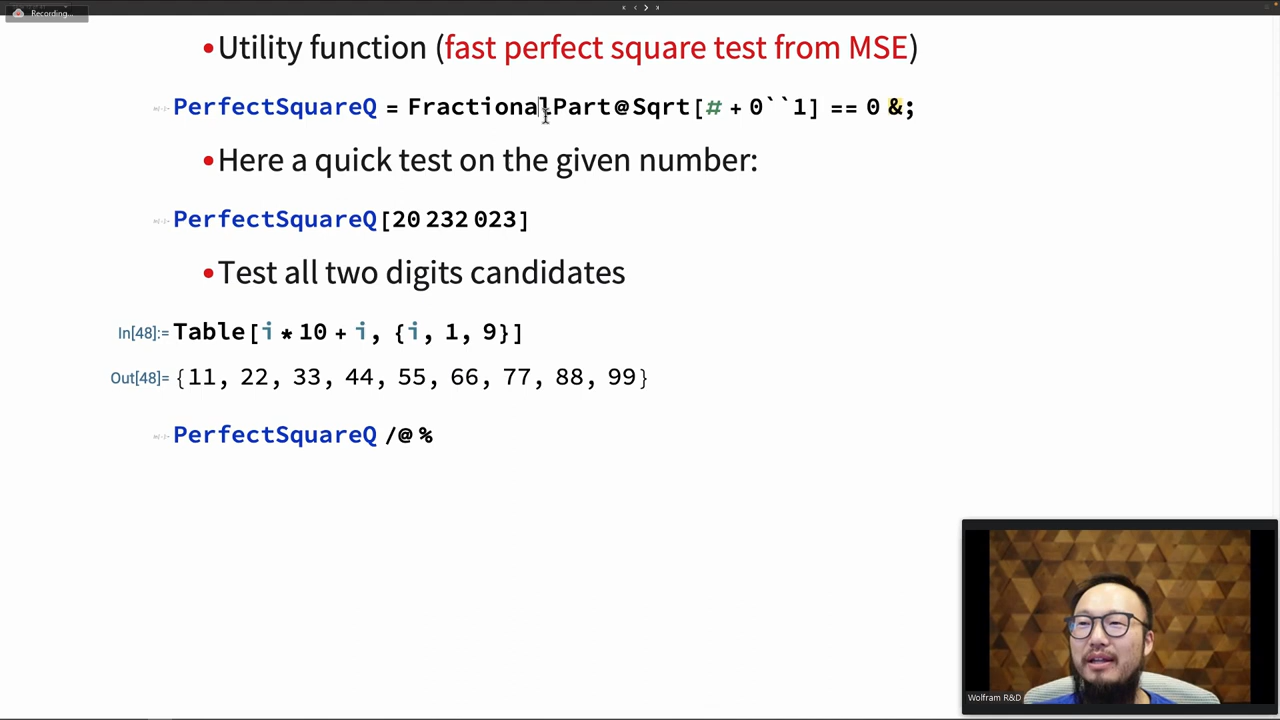 Recording...
•Utility function (fast perfect square test from MSE)
PerfectSquareQ = FractionalPart@Sqrt[# + 0``1] == 0 &;
•Here a quick test on the given number:
PerfectSquareQ[20 232 023]
•Test all two digits candidates
In[48]:= Table[i * 10 + i, {i, 1, 9}]
Out[48]= {11, 22, 33, 44, 55, 66, 77, 88, 99}
PerfectSquareQ /@ %
Wolfram R&D